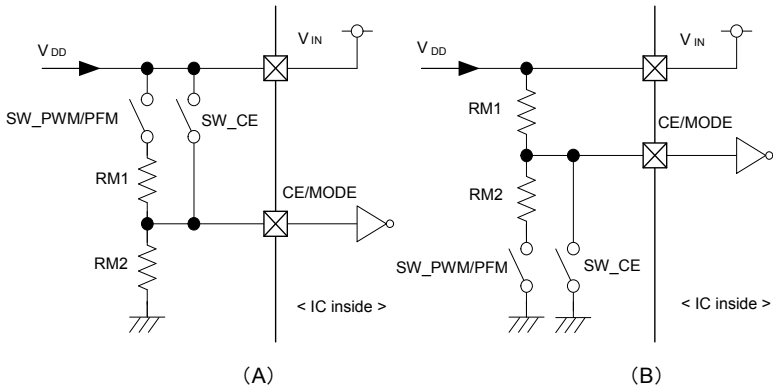 V DD
V IN
SW_PWM/PFM
SW_CE
RM1
CE/MODE
RM2
< IC inside >
(A)
V DD
V IN
RM1
CE/MODE
RM2
SW_PWM/PFM
SW_CE
< IC inside >
(B)